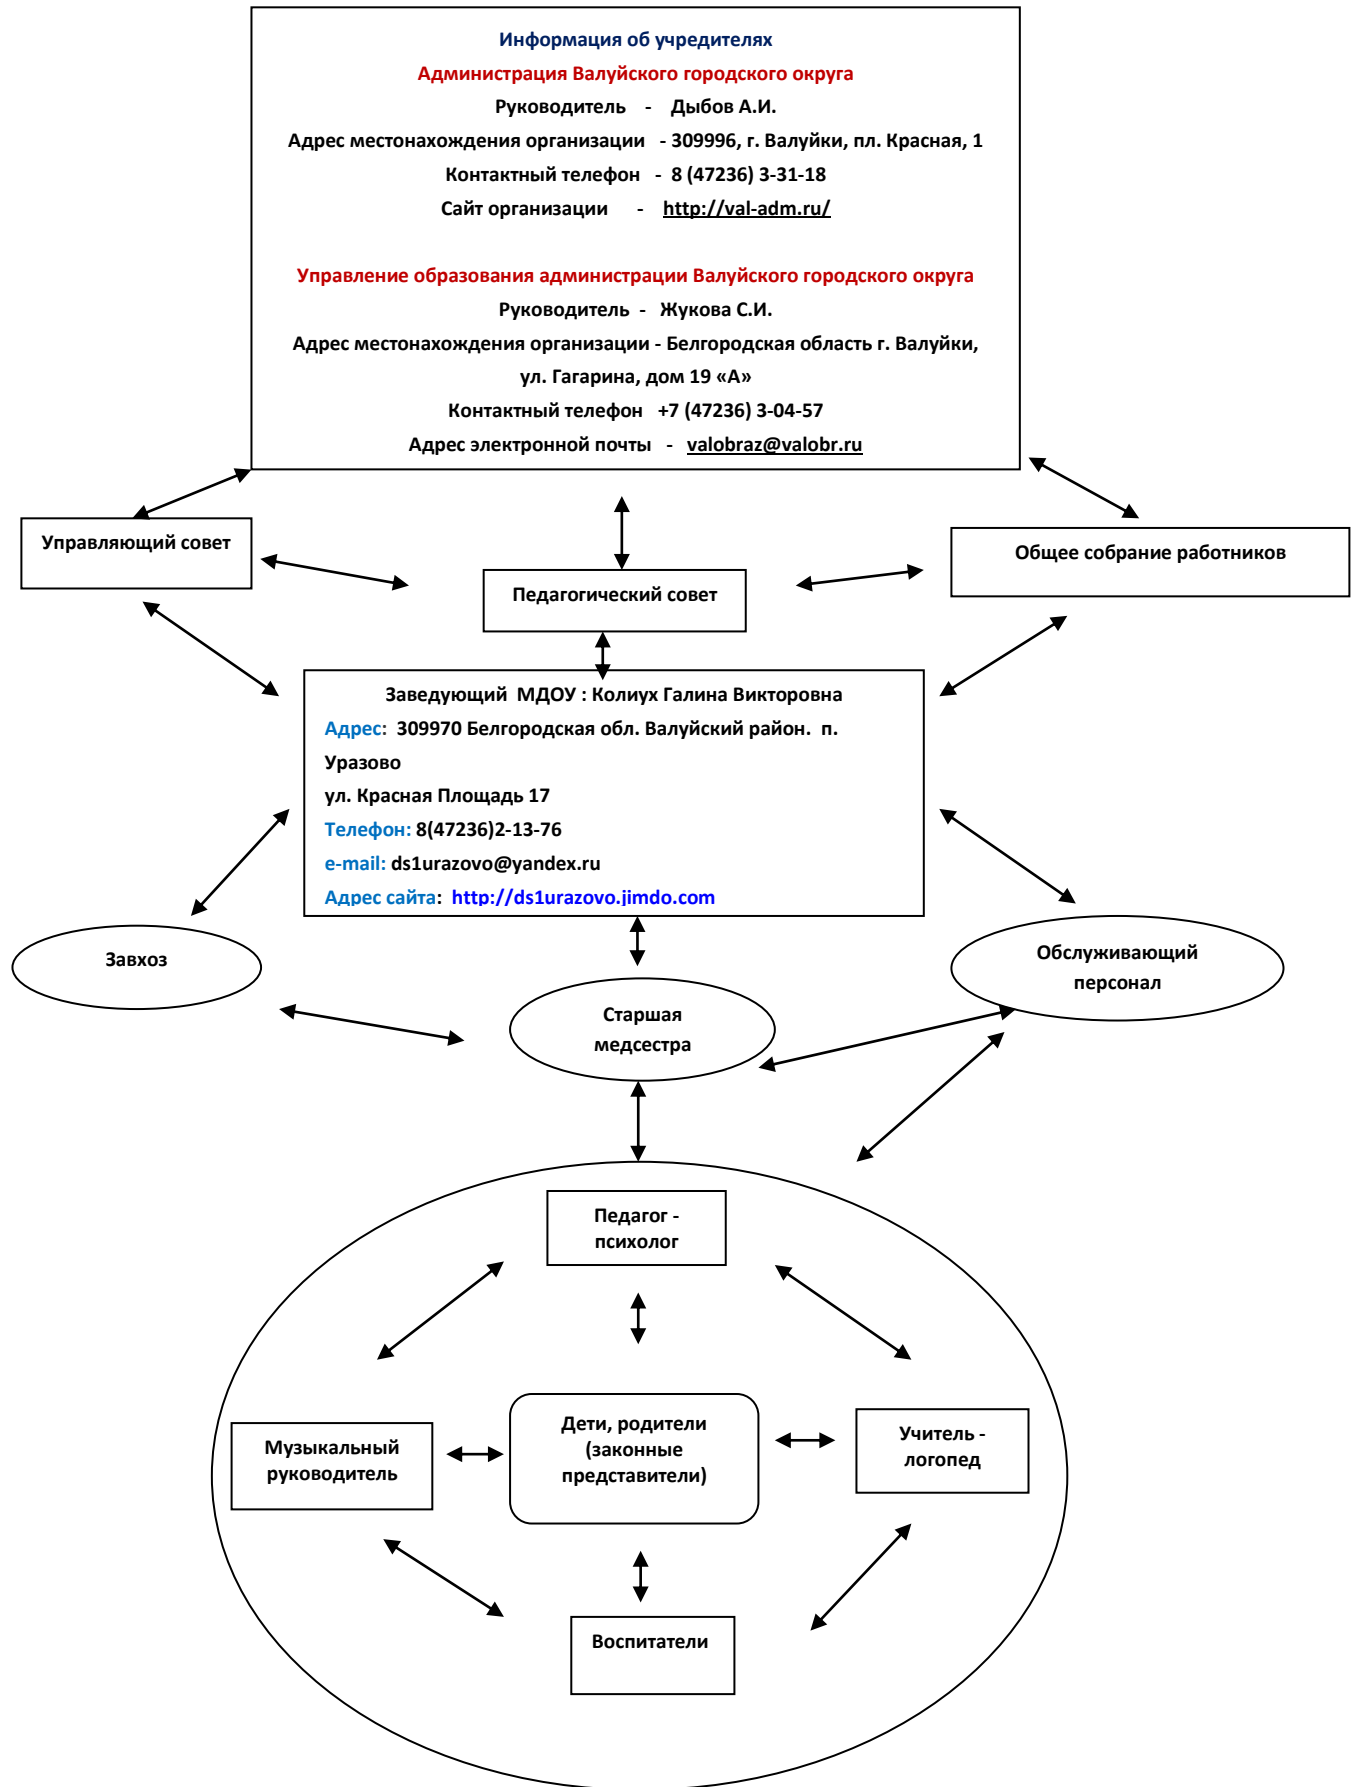 Информация об учредителях
Администрация Валуйского городского округа
Руководитель - Дыбов А.И.
Адрес местонахождения организации - 309996, г. Валуйки, пл. Красная, 1
Контактный телефон - 8 (47236) 3-31-18
Сайт организации - http://val-adm.ru/
Управление образования администрации Валуйского городского округа
Руководитель - Жукова С.И.
Адрес местонахождения организации - Белгородская область г. Валуйки,
ул. Гагарина, дом 19 «А»
Контактный телефон +7 (47236) 3-04-57
Адрес электронной почты - valobraz@valobr.ru
Управляющий совет
Педагогический совет
Общее собрание работников
Заведующий МДОУ : Колиух Галина Викторовна
Адрес: 309970 Белгородская обл. Валуйский район. п.
Уразово
ул. Красная Площадь 17
Телефон: 8(47236)2-13-76
e-mail: ds1urazovo@yandex.ru
Адрес сайта: http://ds1urazovo.jimdo.com
Завхоз
Старшая
медсестра
Обслуживающий
персонал
Педагог -
психолог
Музыкальный
руководитель
Дети, родители
(законные
представители)
Учитель -
логопед
Воспитатели